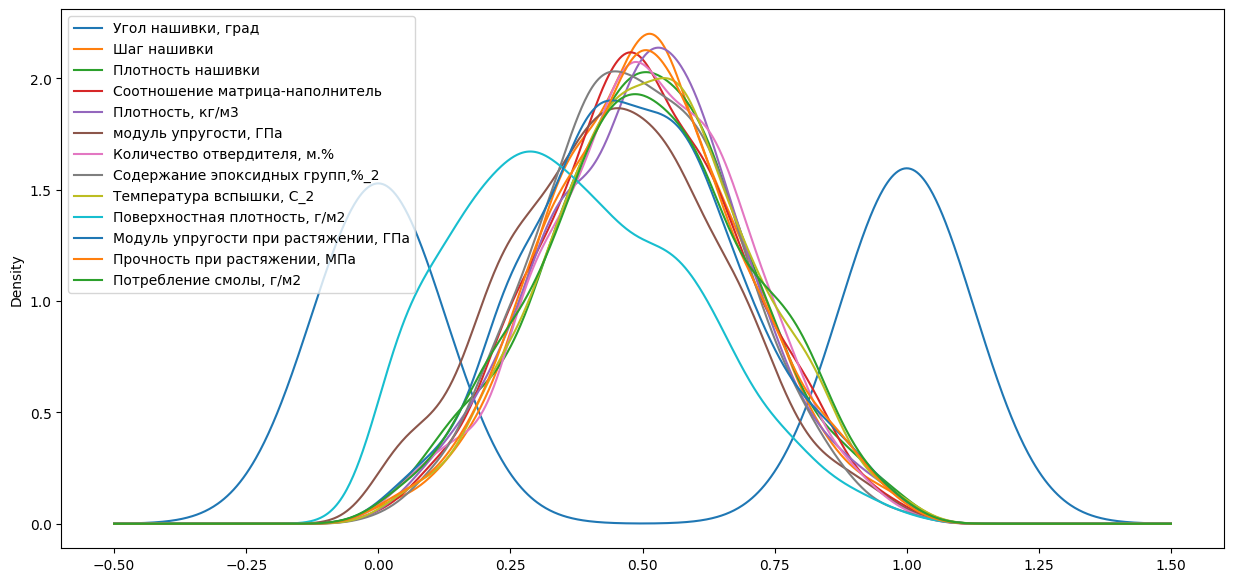 Угол нашивки, град
Шаг нашивки
Плотность нашивки
Соотношение матрица-наполнитель
Плотность, кг/м3
модуль упругости, ГПа
Количество отвердителя, м.%
Содержание эпоксидных групп,%_2
Температура вспышки, С_2
Поверхностная плотность, г/м2
Модуль упругости при растяжении, ГПа
Прочность при растяжении, МПа
Потребление смолы, г/м2
Density
2.0
1.5
1.0
0.5
0.0
−0.50 −0.25 0.00 0.25 0.50 0.75 1.00 1.25 1.50